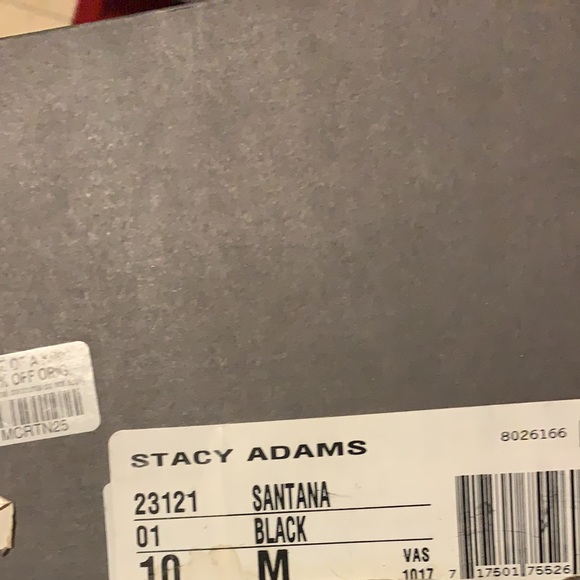 OFF ORIG.
MCRTN25
STACY ADAMS
8026166
23121 SANTANA
01 BLACK
10 M VAS
1017
7 17501 75526